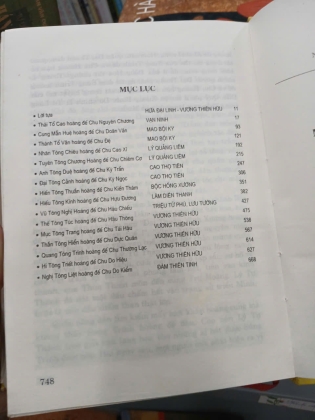 MỤC LỤC
• Lời tựa HỨA ĐẠI LINH - VƯƠNG THIÊN HỮU 11
• Thái Tổ Cao hoàng đế Chu Nguyên Chương VẠN NINH 17
• Cung Mẫn Huệ hoàng đế Chu Doãn Văn MAO BỘI KỲ 93
• Thành Tổ Văn hoàng đế Chu Đệ MAO BỘI KỲ 121
• Nhân Tông Chiêu hoàng đế Chu Cao Xí LÝ QUẢNG LIÊM 192
• Tuyên Tông Chương hoàng đế Chu Chiêm Cơ LÝ QUẢNG LIÊM 215
• Anh Tông Duệ hoàng đế Chu Kỳ Trấn CAO THỌ TIÊN 247
• Đại Tông Cảnh hoàng đế Chu Kỳ Ngọc CAO THỌ TIÊN
• Hiến Tông Thuần hoàng đế Chu Kiến Thâm BỘC HỒNG VƯƠNG 351
• Hiếu Tông Kính hoàng đế Chu Hựu Đường LÂM DIÊN THANH 382
• Vũ Tông Nghị Hoàng đế Chu Hậu Chiếu TRIỆU TỬ PHÚ, LƯU TƯỜNG 437
• Thế Tông Túc hoàng đế Chu Hậu Thông VƯƠNG THIÊN HỮU 475
• Mục Tông Trang hoàng đế Chu Tải Hậu VƯƠNG THIÊN HỮU 538
• Thần Tông Hiển hoàng đế Chu Dực Quân VƯƠNG THIÊN HỮU 567
• Quang Tông Trinh hoàng đế Chu Thường Lạc VƯƠNG THIÊN HỮU 614
• Hi Tông Triết hoàng đế Chu Do Hiệu VƯƠNG THIÊN HỮU 627
• Nghị Tông Liệt hoàng đế Chu Do Kiểm ĐÀM THIÊN TINH 668
748